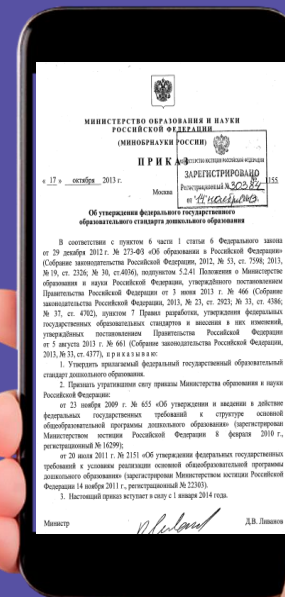 МИНИСТЕРСТВО ОБРАЗОВАНИЯ И НАУКИ
РОССИЙСКОЙ ФЕДЕРАЦИИ
(МИНОБРНАУКИ РОССИИ)
МИНИСТЕРСТВО ЮСТИЦИИ РОССИЙСКОЙ ФЕДЕРАЦИИ
ПРИКАЗ
ЗАРЕГИСТРИРОВАНО
« 17 » октября 2013 г. № 1155
Регистрационный № 30384
Москва
от "14" ноября 2013.
Об утверждении федерального государственного
образовательного стандарта дошкольного образования
В соответствии с пунктом 6 части 1 статьи 6 Федерального закона
от 29 декабря 2012 г. № 273-ФЗ «Об образовании в Российской Федерации»
(Собрание законодательства Российской Федерации, 2012, № 53, ст. 7598; 2013,
№ 19, ст. 2326; № 30, ст.4036), подпунктом 5.2.41 Положения о Министерстве
образования и науки Российской Федерации, утверждённого постановлением
Правительства Российской Федерации от 3 июня 2013 г. № 466 (Собрание
законодательства Российской Федерации, 2013, № 23, ст. 2923; № 33, ст. 4386;
№ 37, ст. 4702), пунктом 7 Правил разработки, утверждения федеральных
государственных образовательных стандартов и внесения в них изменений,
утверждённых постановлением Правительства Российской Федерации
от 5 августа 2013 г. № 661 (Собрание законодательства Российской Федерации,
2013, № 33, ст. 4377), п р и к а з ы в а ю:
1. Утвердить прилагаемый федеральный государственный образовательный
стандарт дошкольного образования.
2. Признать утратившими силу приказы Министерства образования и науки
Российской Федерации:
от 23 ноября 2009 г. № 655 «Об утверждении и введении в действие
федеральных государственных требований к структуре основной
общеобразовательной программы дошкольного образования» (зарегистрирован
Министерством юстиции Российской Федерации 8 февраля 2010 г.,
регистрационный № 16299);
от 20 июля 2011 г. № 2151 «Об утверждении федеральных государственных
требований к условиям реализации основной общеобразовательной программы
дошкольного образования» (зарегистрирован Министерством юстиции Российской
Федерации 14 ноября 2011 г., регистрационный № 22303).
3. Настоящий приказ вступает в силу с 1 января 2014 года.
Министр Д.В. Ливанов